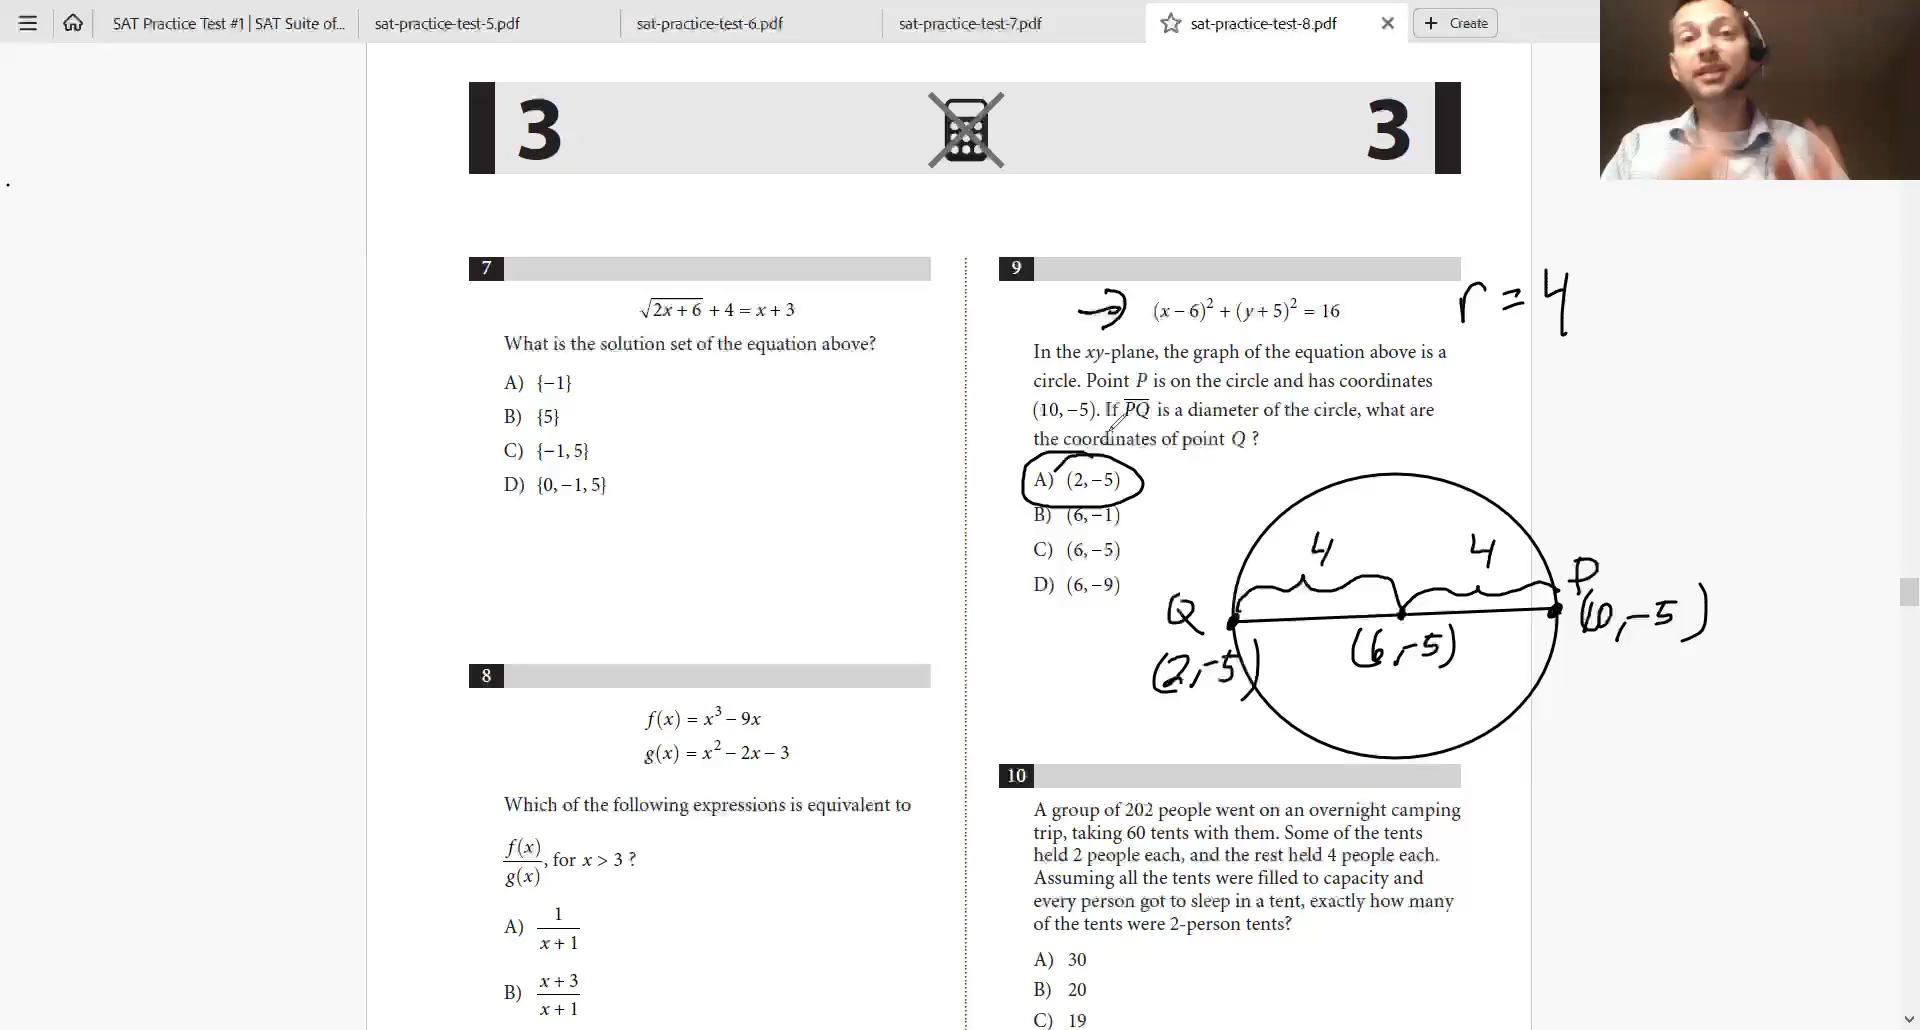 SAT Practice Test #1 | SAT Suite of...
sat-practice-test-5.pdf
sat-practice-test-6.pdf
sat-practice-test-7.pdf
sat-practice-test-8.pdf
+ Create
3
3
7
√2x + 6 + 4 = x + 3
What is the solution set of the equation above?
A) {−1}
B) {5}
C) {−1, 5}
D) {0, −1, 5}
8
f(x) = x³ − 9x
g(x) = x² − 2x − 3
Which of the following expressions is equivalent to
f(x)/g(x), for x > 3 ?
A) 1/(x + 1)
B) (x + 3)/(x + 1)
9
→ (x − 6)² + (y + 5)² = 16
r = 4
In the xy-plane, the graph of the equation above is a
circle. Point P is on the circle and has coordinates
(10, −5). If PQ is a diameter of the circle, what are
the coordinates of point Q ?
A) (2, −5)
B) (6, −1)
C) (6, −5)
D) (6, −9)
4
4
P
(10, -5)
Q
(6, -5)
(2, -5)
10
A group of 202 people went on an overnight camping
trip, taking 60 tents with them. Some of the tents
held 2 people each, and the rest held 4 people each.
Assuming all the tents were filled to capacity and
every person got to sleep in a tent, exactly how many
of the tents were 2-person tents?
A) 30
B) 20
C) 19